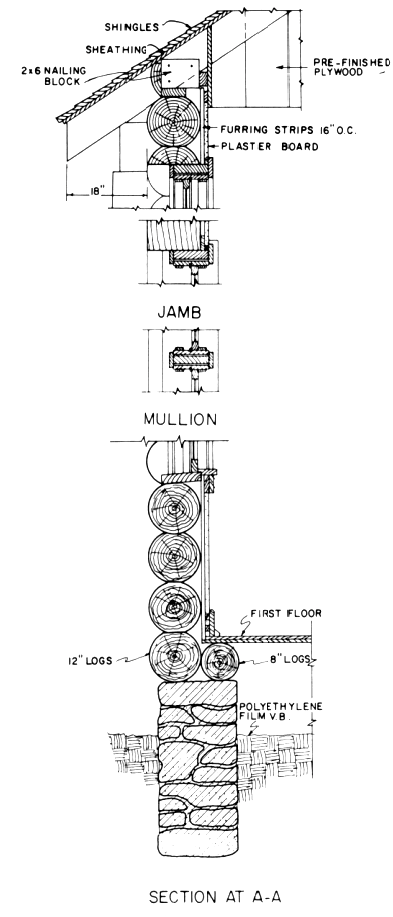 SHINGLES
SHEATHING
2x6 NAILING
BLOCK
PRE-FINISHED
PLYWOOD
FURRING STRIPS 16" O.C.
PLASTER BOARD
18"
JAMB
MULLION
FIRST FLOOR
12" LOGS
8" LOGS
POLYETHYLENE
FILM V.B.
SECTION AT A-A